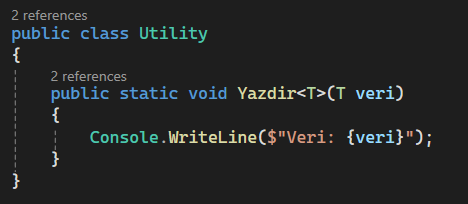 2 references
public class Utility
{
2 references
public static void Yazdir<T>(T veri)
{
Console.WriteLine($"Veri: {veri}");
}
}